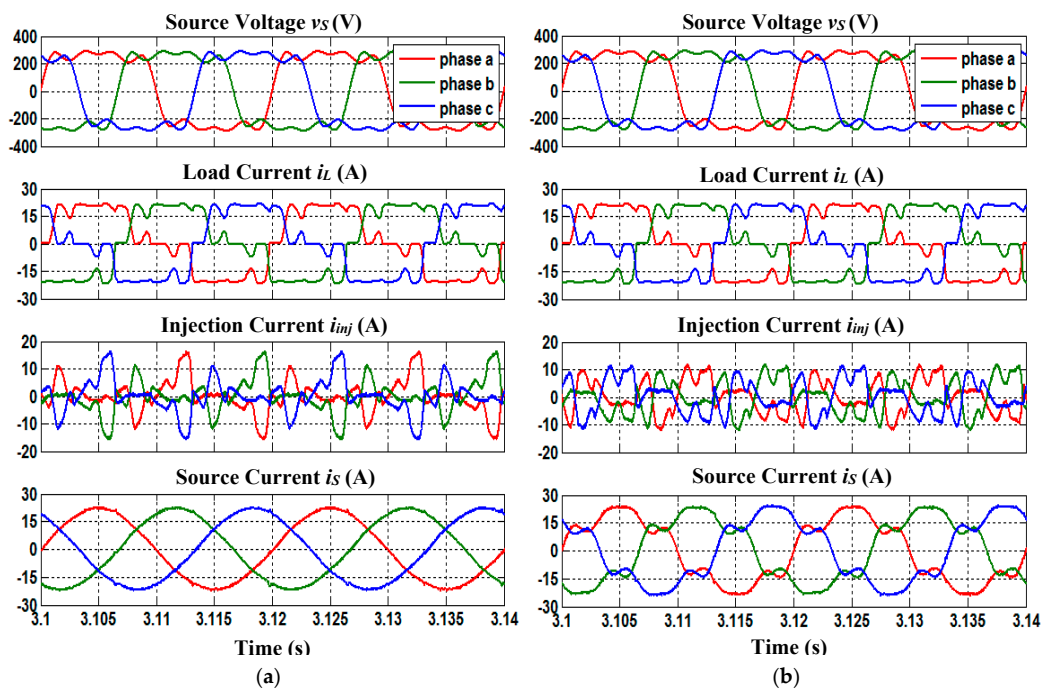 Source Voltage vS (V)
400
200
0
-200
-400
phase a
phase b
phase c
Load Current iL (A)
30
15
0
-15
-30
Injection Current iinj (A)
20
10
0
-10
-20
Source Current iS (A)
30
15
0
-15
-30
3.1 3.105 3.11 3.115 3.12 3.125 3.13 3.135 3.14
Time (s)
(a)
Source Voltage vS (V)
400
200
0
-200
-400
phase a
phase b
phase c
Load Current iL (A)
30
15
0
-15
-30
Injection Current iinj (A)
20
10
0
-10
-20
Source Current iS (A)
30
15
0
-15
-30
3.1 3.105 3.11 3.115 3.12 3.125 3.13 3.135 3.14
Time (s)
(b)